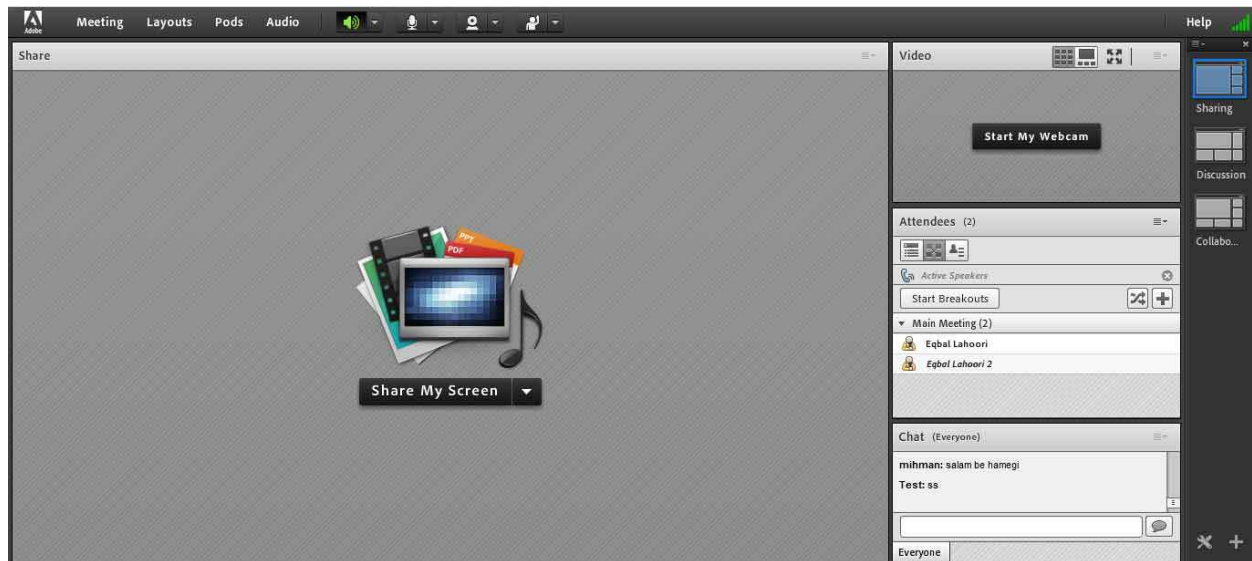 Adobe
Meeting Layouts Pods Audio
Help
Share
PPT
PDF
Share My Screen
Video
Start My Webcam
Attendees (2)
Active Speakers
Start Breakouts
Main Meeting (2)
Eqbal Lahoori
Eqbal Lahoori 2
Chat (Everyone)
mihman: salam be hamegi
Test: ss
Everyone
Sharing
Discussion
Collabo...